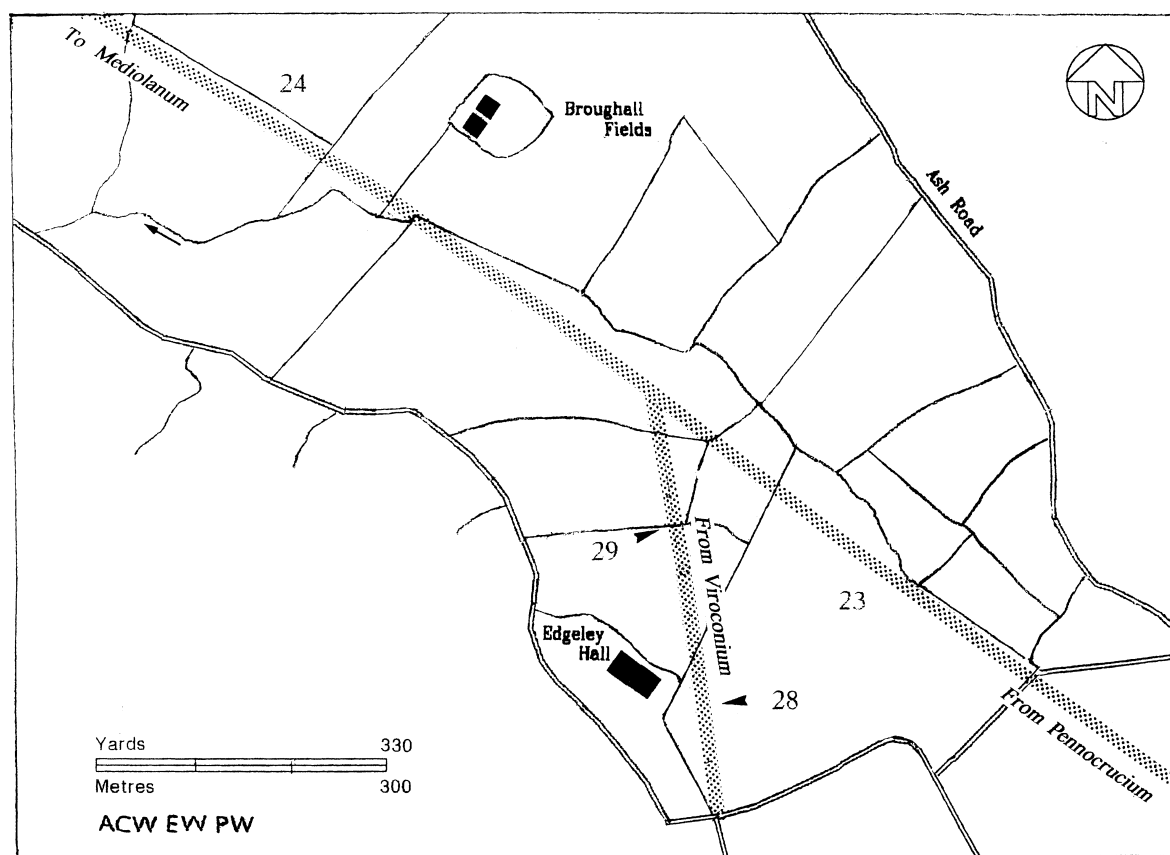 To Mediolanum
24
Broughall
Fields
N
Ash Road
29
From Viroconium
23
Edgeley
Hall
28
From Pennocrucium
Yards 330
Metres 300
ACW EW PW